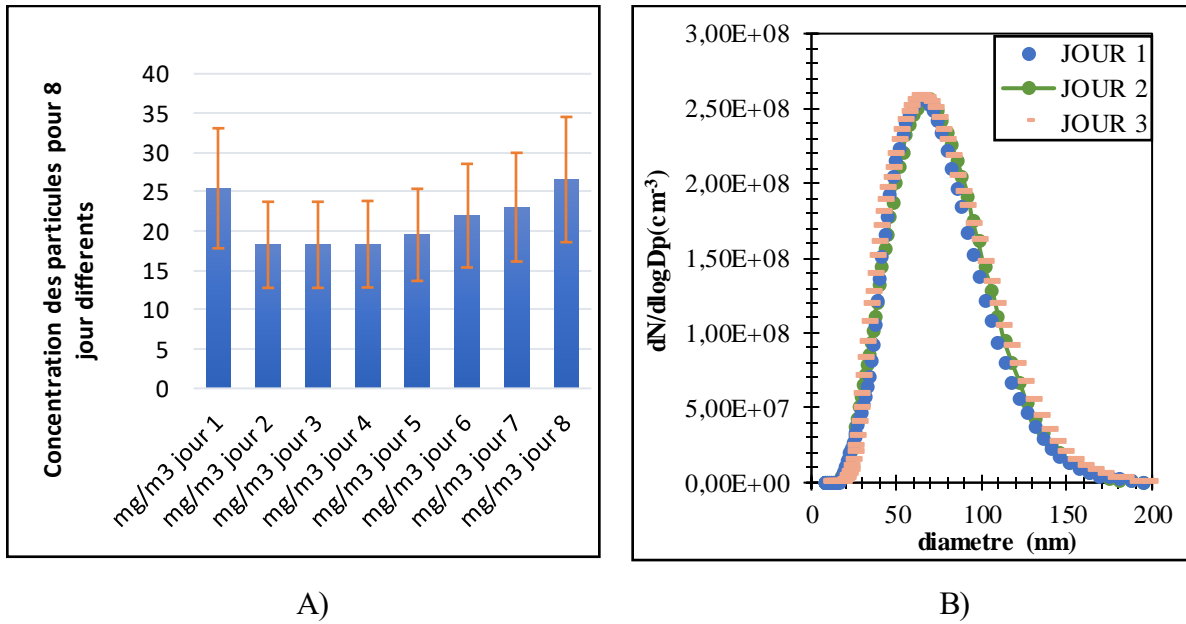 Concentration des particules pour 8
jour differents
40
35
30
25
20
15
10
5
0
mg/m3 jour 1
mg/m3 jour 2
mg/m3 jour 3
mg/m3 jour 4
mg/m3 jour 5
mg/m3 jour 6
mg/m3 jour 7
mg/m3 jour 8
A)
dN/dlogDp(cm-3)
3,00E+08
2,50E+08
2,00E+08
1,50E+08
1,00E+08
5,00E+07
0,00E+00
JOUR 1
JOUR 2
JOUR 3
0 50 100 150 200
diametre (nm)
B)